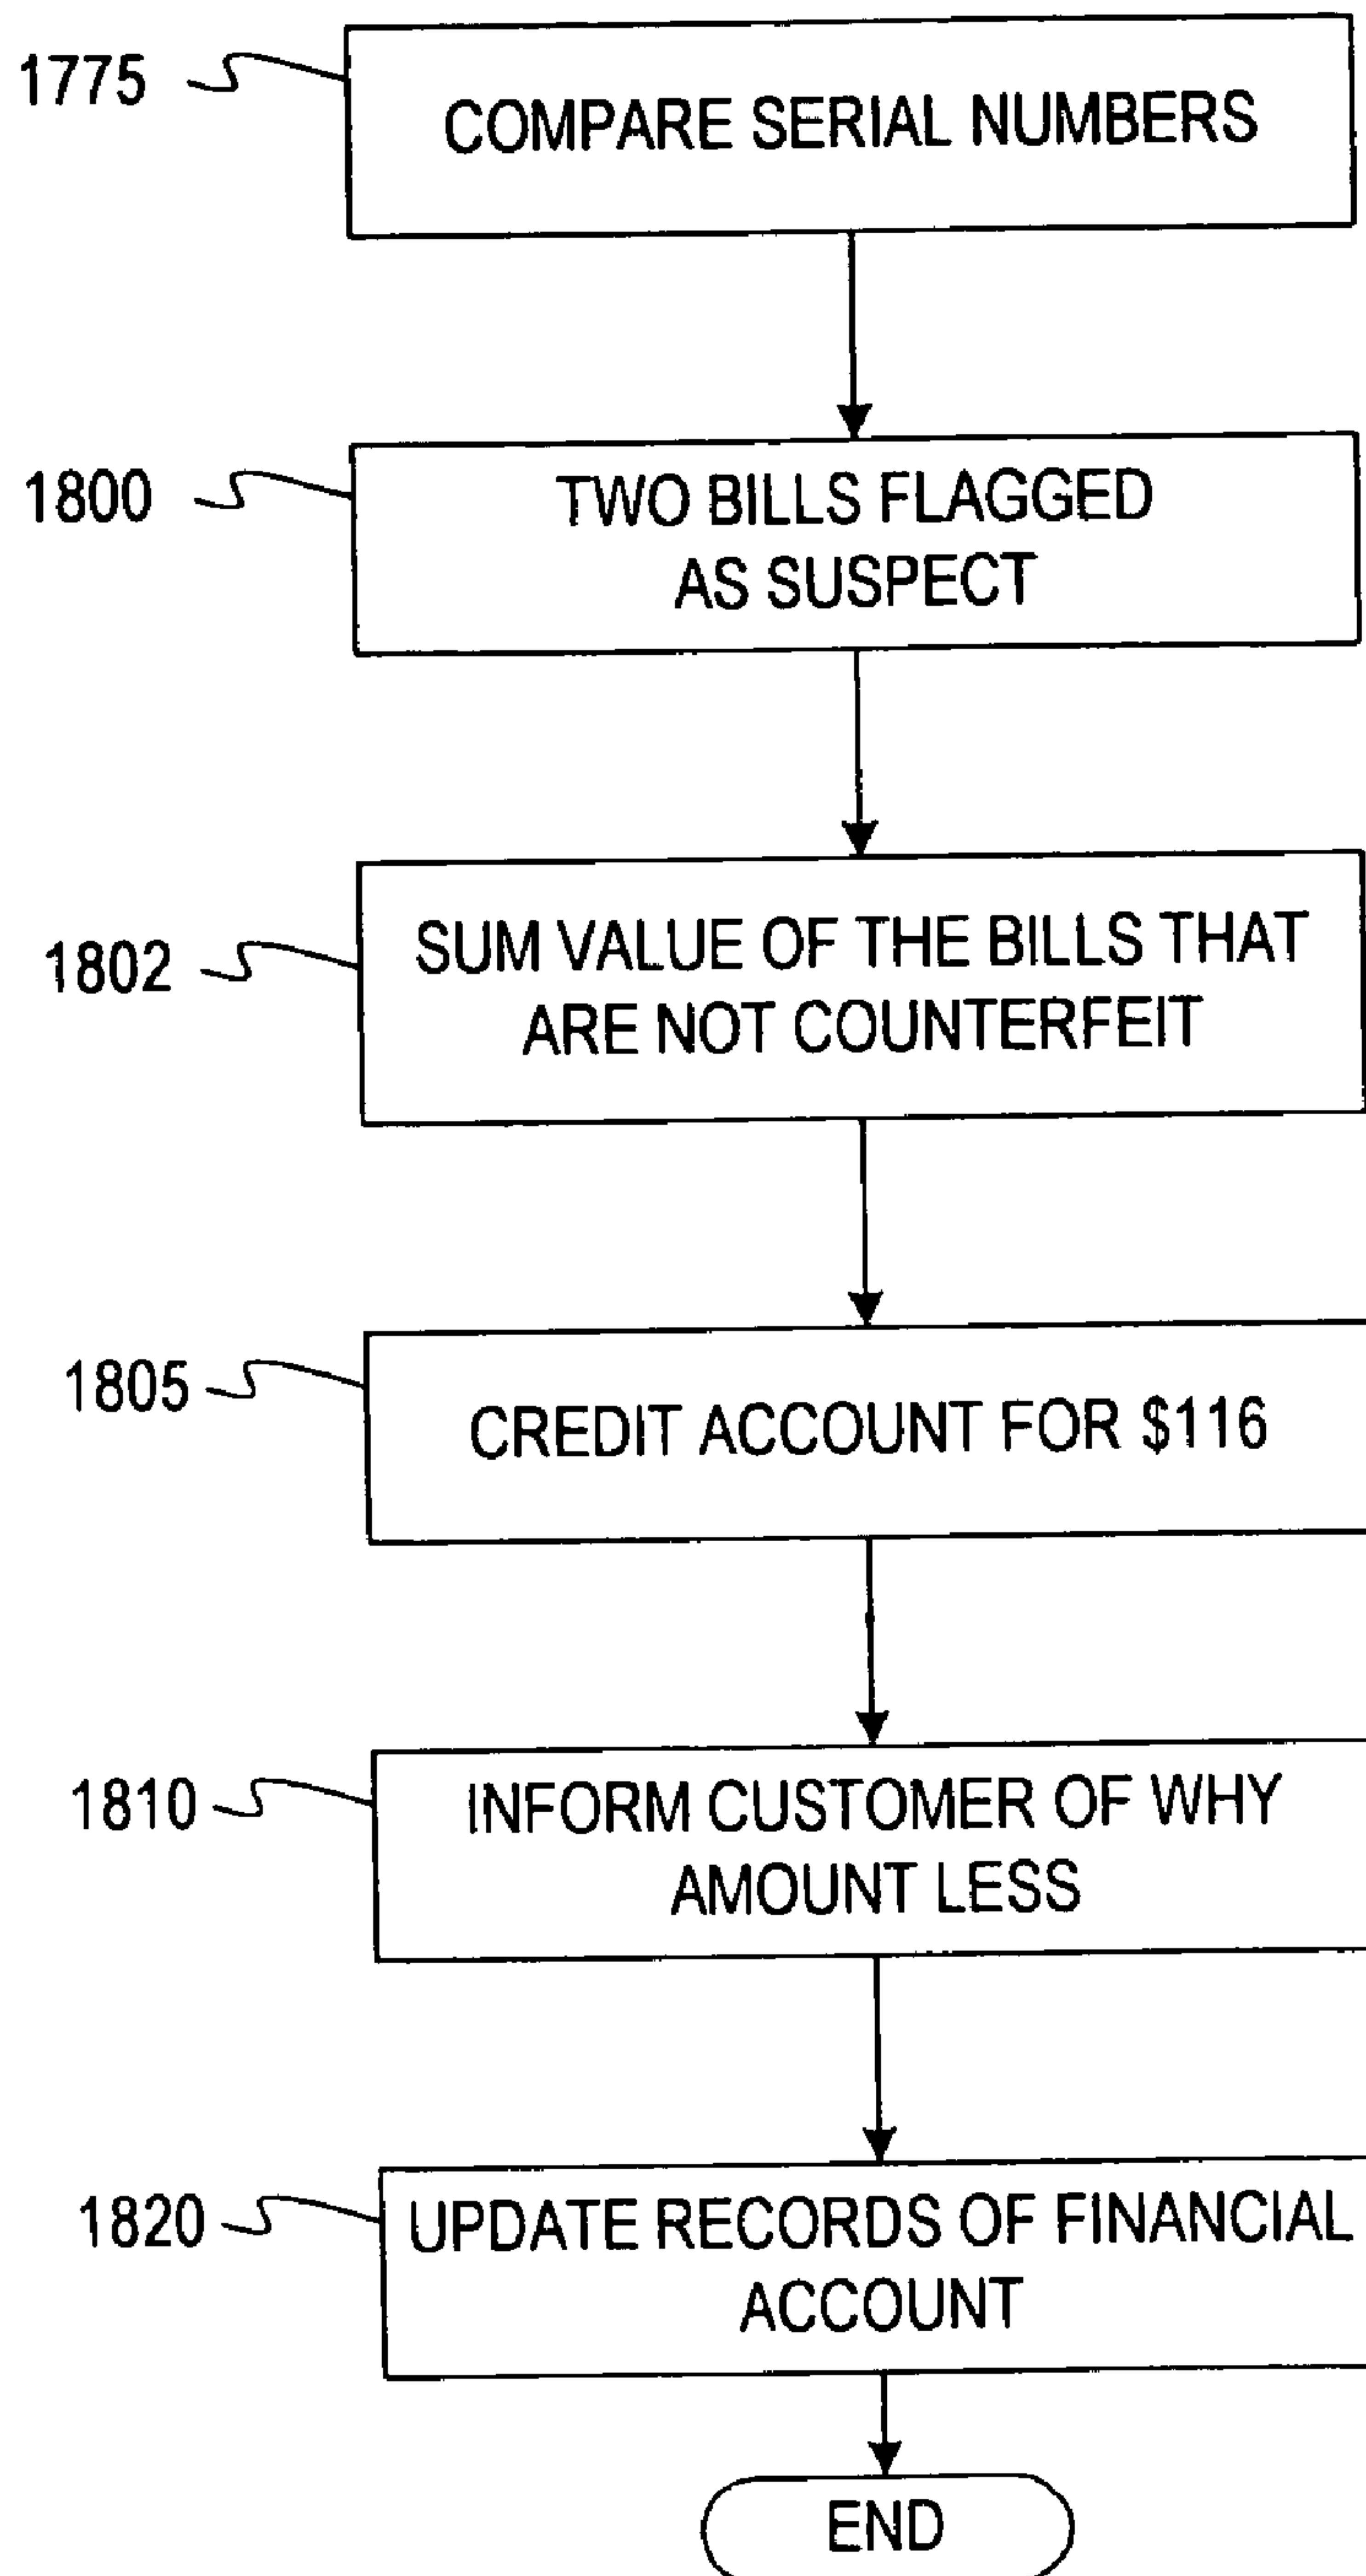 1775
COMPARE SERIAL NUMBERS
1800
TWO BILLS FLAGGED
AS SUSPECT
1802
SUM VALUE OF THE BILLS THAT
ARE NOT COUNTERFEIT
1805
CREDIT ACCOUNT FOR $116
1810
INFORM CUSTOMER OF WHY
AMOUNT LESS
1820
UPDATE RECORDS OF FINANCIAL
ACCOUNT
END